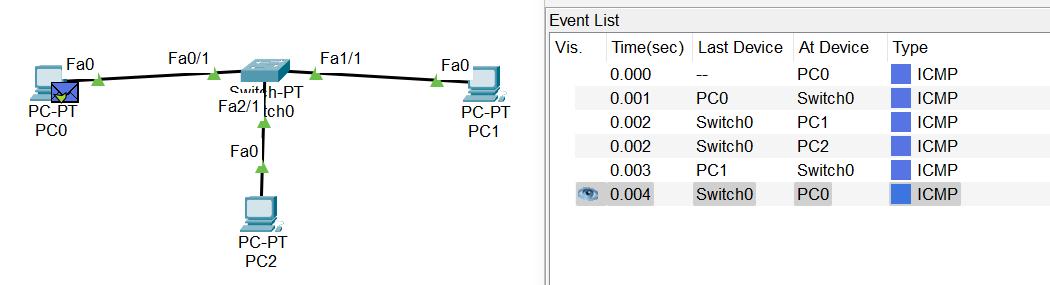 Fa0
Fa0/1
Fa1/1
Fa0
PC-PT
PC0
Fa2/1
PC-PT
PC1
Fa0
PC-PT
PC2
Event List
Vis. Time(sec) Last Device At Device Type
0.000 -- PC0 ICMP
0.001 PC0 Switch0 ICMP
0.002 Switch0 PC1 ICMP
0.002 Switch0 PC2 ICMP
0.003 PC1 Switch0 ICMP
0.004 Switch0 PC0 ICMP